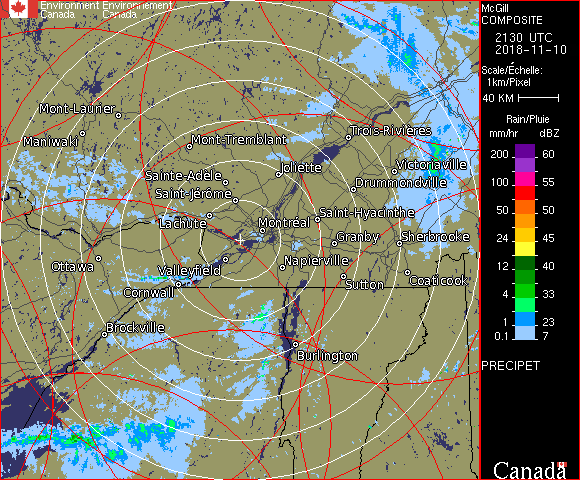 Environment Environnement
Canada Canada
McGill
COMPOSITE
2130 UTC
2018-11-10
Scale/Échelle:
1km/Pixel
40 KM
Rain/Pluie
mm/hr dBZ
200 60
150 57
100 55
50 50
24 45
12 40
4 33
1 23
0.1 7
PRECIPET
Canada
Mont-Laurier
Maniwaki
Mont-Tremblant
Trois-Rivières
Joliette
Victoriaville
Sainte-Adèle
Drummondville
Saint-Jérôme
Lachute
Saint-Hyacinthe
Montréal
Granby
Sherbrooke
Ottawa
Valleyfield
Napierville
Coaticook
Cornwall
Sutton
Brockville
Burlington